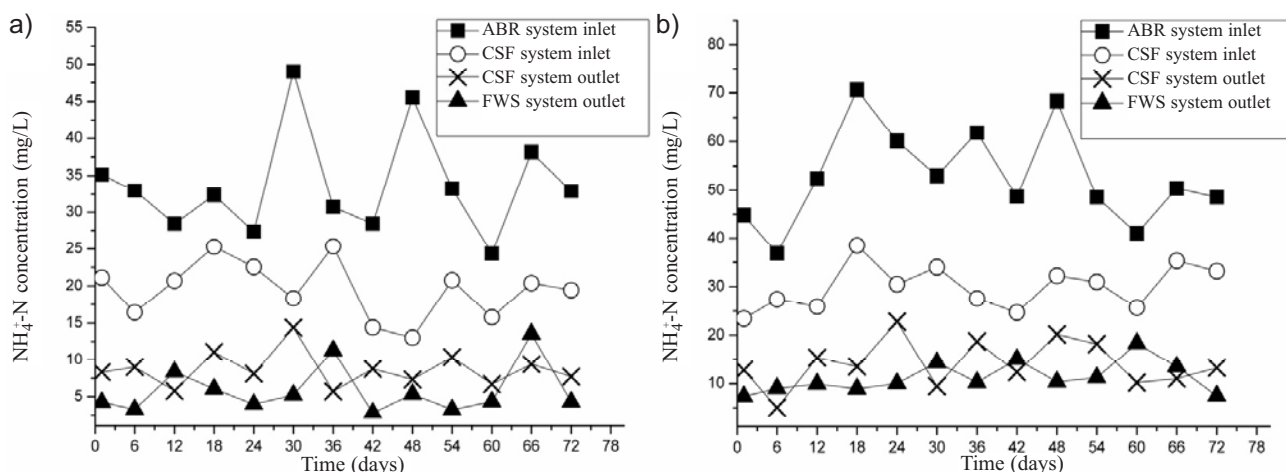 a)
NH₄⁺-N concentration (mg/L)
55
50
45
40
35
30
25
20
15
10
5
0 6 12 18 24 30 36 42 48 54 60 66 72 78
Time (days)
ABR system inlet
CSF system inlet
CSF system outlet
FWS system outlet
b)
NH₄⁺-N concentration (mg/L)
80
70
60
50
40
30
20
10
0 6 12 18 24 30 36 42 48 54 60 66 72 78
Time (days)
ABR system inlet
CSF system inlet
CSF system outlet
FWS system outlet